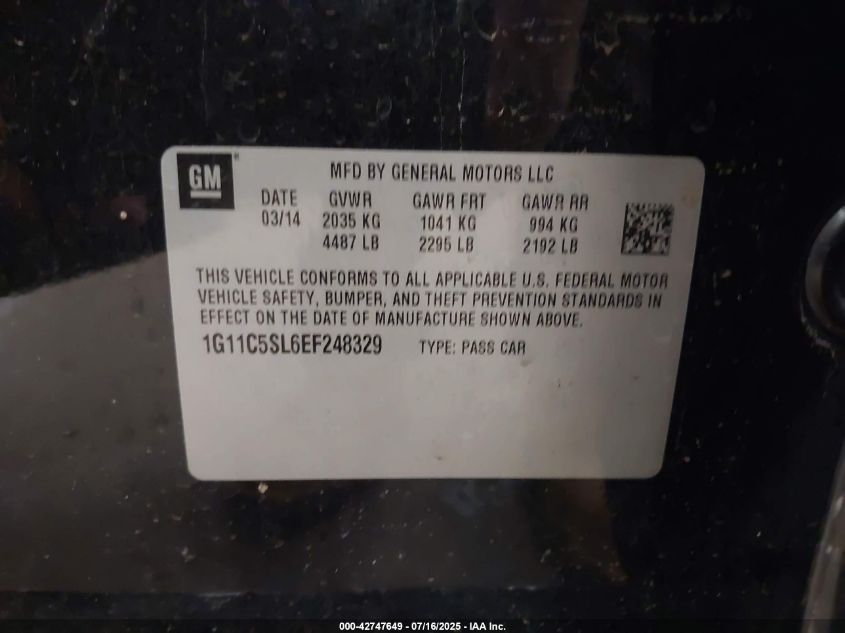 GM®
MFD BY GENERAL MOTORS LLC
DATE GVWR GAWR FRT GAWR RR
03/14 2035 KG 1041 KG 994 KG
4487 LB 2295 LB 2192 LB
THIS VEHICLE CONFORMS TO ALL APPLICABLE U.S. FEDERAL MOTOR
VEHICLE SAFETY, BUMPER, AND THEFT PREVENTION STANDARDS IN
EFFECT ON THE DATE OF MANUFACTURE SHOWN ABOVE.
1G11C5SL6EF248329 TYPE: PASS CAR
000-42747649 - 07/16/2025 - IAA Inc.